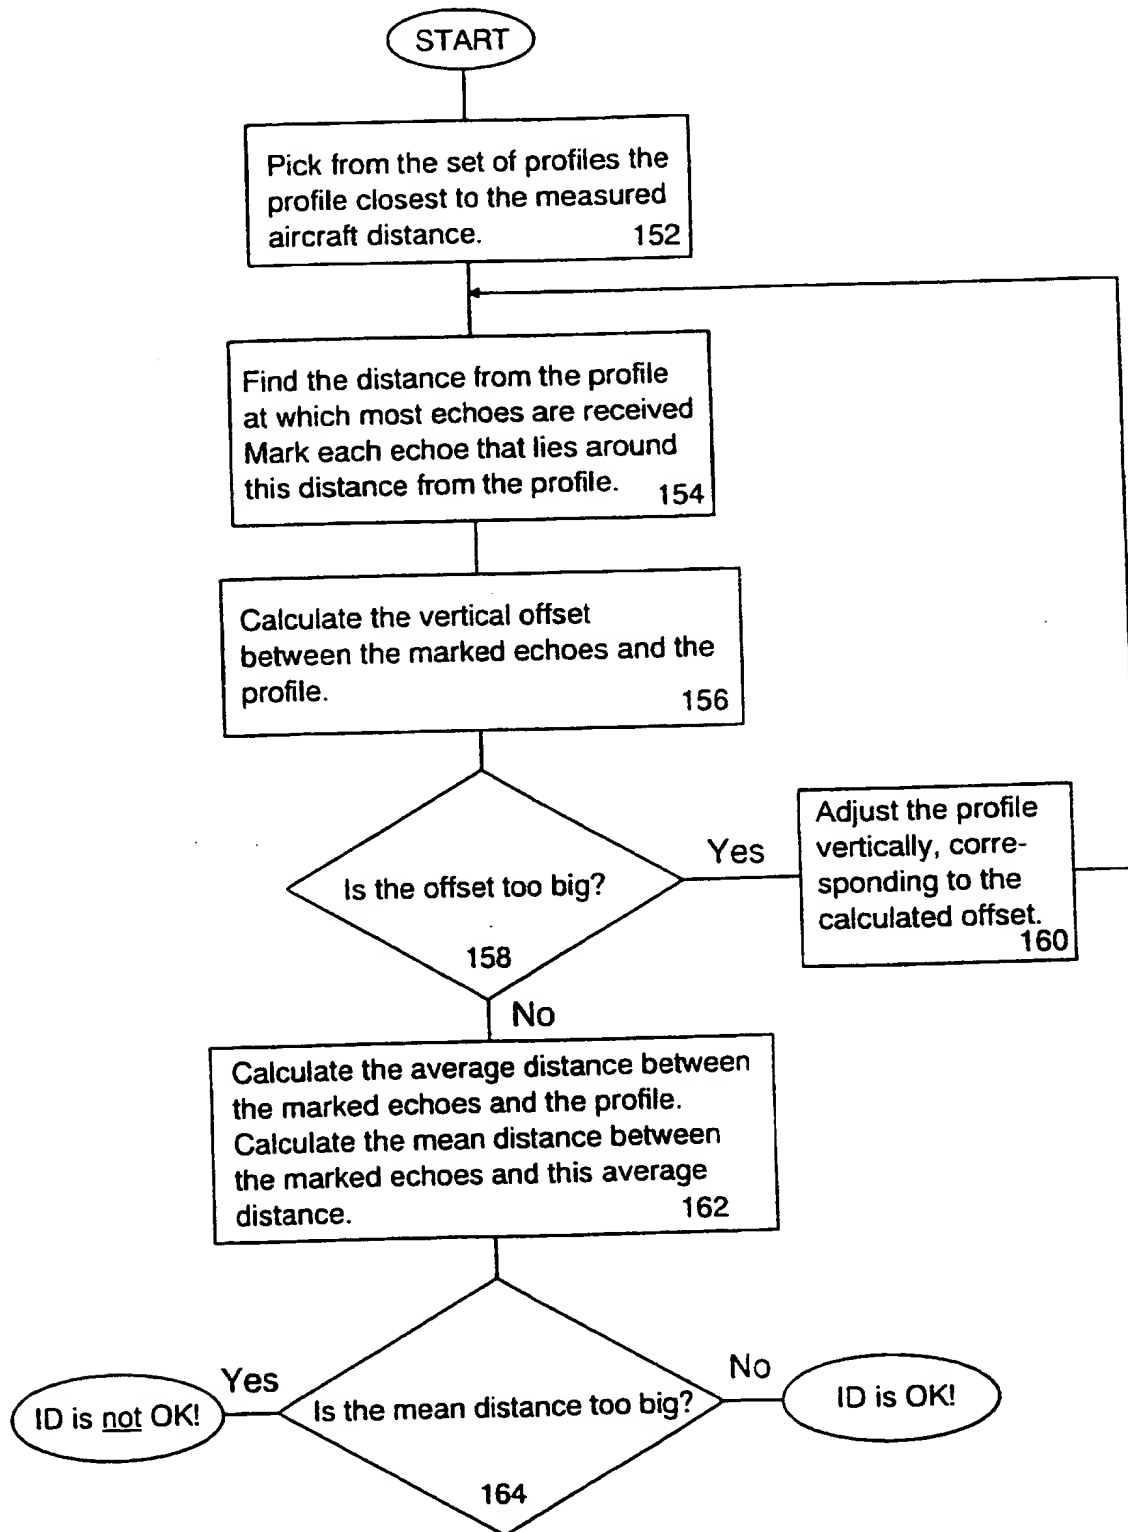 START
Pick from the set of profiles the
profile closest to the measured
aircraft distance.
152
Find the distance from the profile
at which most echoes are received
Mark each echo that lies around
this distance from the profile.
154
Calculate the vertical offset
between the marked echoes and the
profile.
156
Is the offset too big?
158
Yes
Adjust the profile
vertically, corre-
sponding to the
calculated offset.
160
No
Calculate the average distance between
the marked echoes and the profile.
Calculate the mean distance between
the marked echoes and this average
distance.
162
Is the mean distance too big?
164
Yes
ID is not OK!
No
ID is OK!